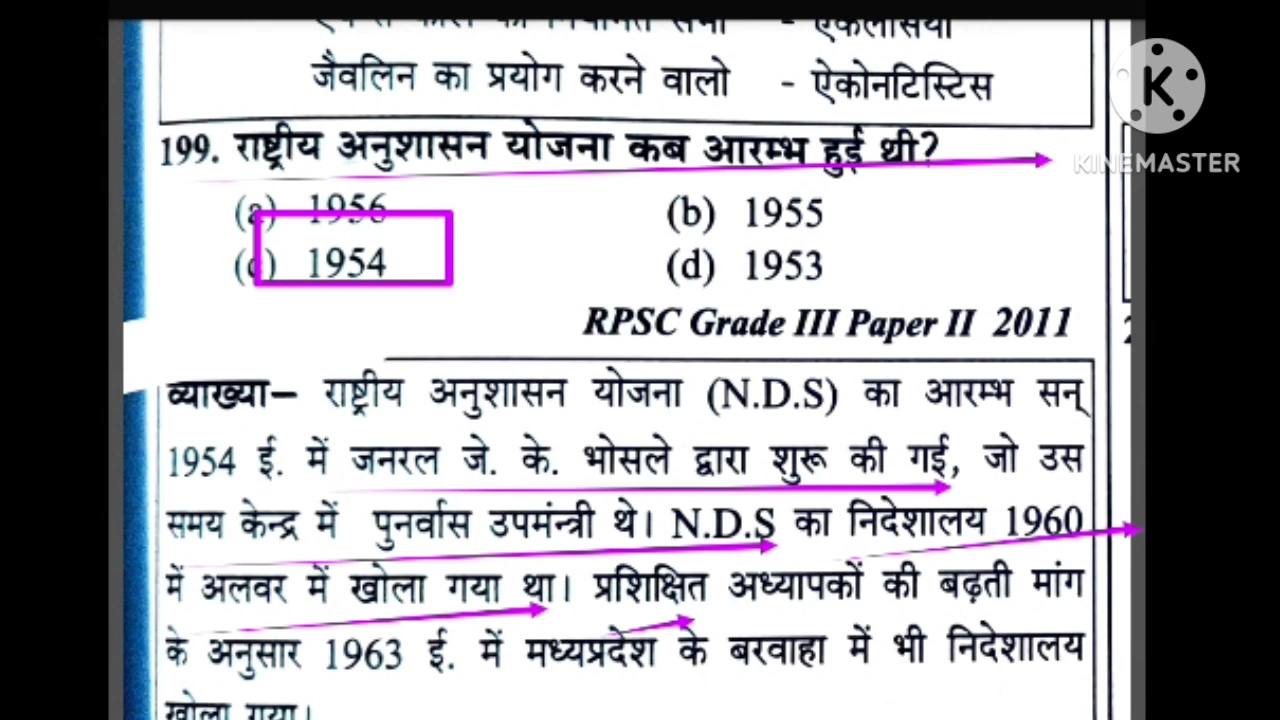 जैवलिन का प्रयोग करने वालो - ऐकोनटिस्टिस
199. राष्ट्रीय अनुशासन योजना कब आरम्भ हुई थी?
(a) 1956 (b) 1955
(c) 1954 (d) 1953
RPSC Grade III Paper II 2011
व्याख्या– राष्ट्रीय अनुशासन योजना (N.D.S) का आरम्भ सन्
1954 ई. में जनरल जे. के. भोसले द्वारा शुरू की गई, जो उस
समय केन्द्र में पुनर्वास उपमंन्त्री थे। N.D.S का निदेशालय 1960
में अलवर में खोला गया था। प्रशिक्षित अध्यापकों की बढ़ती मांग
के अनुसार 1963 ई. में मध्यप्रदेश के बरवाहा में भी निदेशालय
खोला गया।
K
KINEMASTER